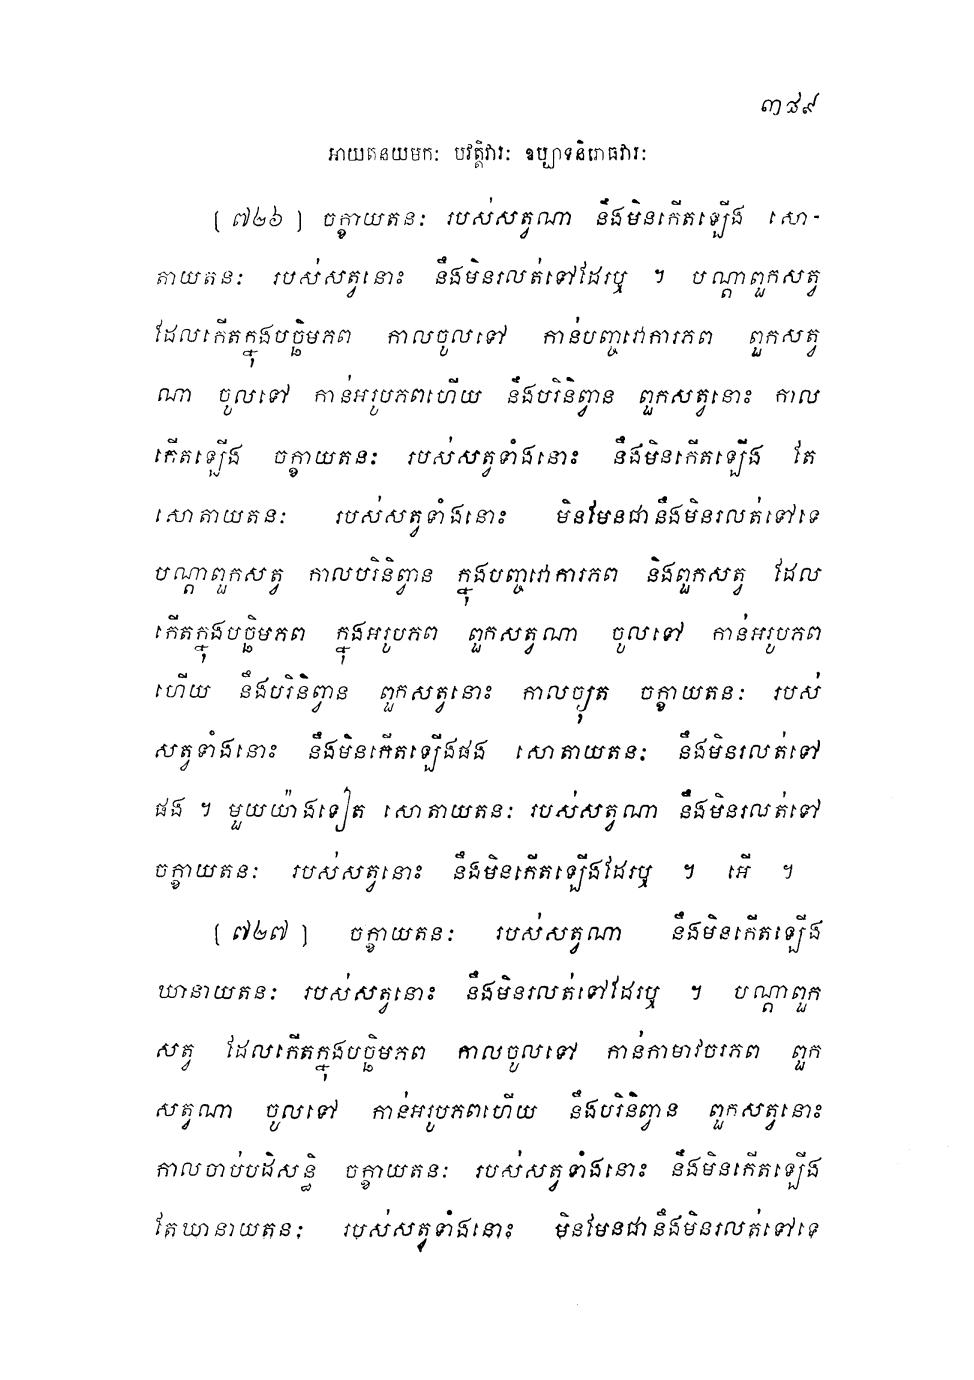 ៣៨៩
អាយតនយមកៈ បវត្តិវារៈ ឧប្បាទនិរោធវារៈ
(៧២៦) ចក្ខាយតនៈ របស់សត្វណា នឹងមិនកើតឡើង សោ-
តាយតនៈ របស់សត្វនោះ នឹងមិនរលត់ទៅដែរឬ ។ បណ្តាពួកសត្វ
ដែលកើតក្នុងបច្ឆិមភព កាលចូលទៅ កាន់បញ្ចវោការភព ពួកសត្វ
ណា ចូលទៅ កាន់អរូបភពហើយ នឹងបរិនិព្វាន ពួកសត្វនោះ កាល
កើតឡើង ចក្ខាយតនៈ របស់សត្វទាំងនោះ នឹងមិនកើតឡើង តែ
សោតាយតនៈ របស់សត្វទាំងនោះ មិនមែនជានឹងមិនរលត់ទៅទេ
បណ្តាពួកសត្វ កាលបរិនិព្វាន ក្នុងបញ្ចវោការភព និងពួកសត្វ ដែល
កើតក្នុងបច្ឆិមភព ក្នុងអរូបភព ពួកសត្វណា ចូលទៅ កាន់អរូបភព
ហើយ នឹងបរិនិព្វាន ពួកសត្វនោះ កាលច្យុត ចក្ខាយតនៈ របស់
សត្វទាំងនោះ នឹងមិនកើតឡើងផង សោតាយតនៈ នឹងមិនរលត់ទៅ
ផង ។ មួយយ៉ាងទៀត សោតាយតនៈ របស់សត្វណា នឹងមិនរលត់ទៅ
ចក្ខាយតនៈ របស់សត្វនោះ នឹងមិនកើតឡើងដែរឬ ។ អើ ។
(៧២៧) ចក្ខាយតនៈ របស់សត្វណា នឹងមិនកើតឡើង
ឃានាយតនៈ របស់សត្វនោះ នឹងមិនរលត់ទៅដែរឬ ។ បណ្តាពួក
សត្វ ដែលកើតក្នុងបច្ឆិមភព កាលចូលទៅ កាន់កាមាវចរភព ពួក
សត្វណា ចូលទៅ កាន់អរូបភពហើយ នឹងបរិនិព្វាន ពួកសត្វនោះ
កាលចាប់បដិសន្ធិ ចក្ខាយតនៈ របស់សត្វទាំងនោះ នឹងមិនកើតឡើង
តែឃានាយតនៈ របស់សត្វទាំងនោះ មិនមែនជានឹងមិនរលត់ទៅទេ